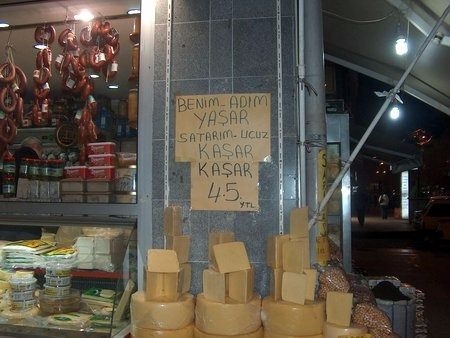 BENİM-ADIM
YAŞAR
SATARIM-UCUZ
KAŞAR
KAŞAR
4.5.
YTL